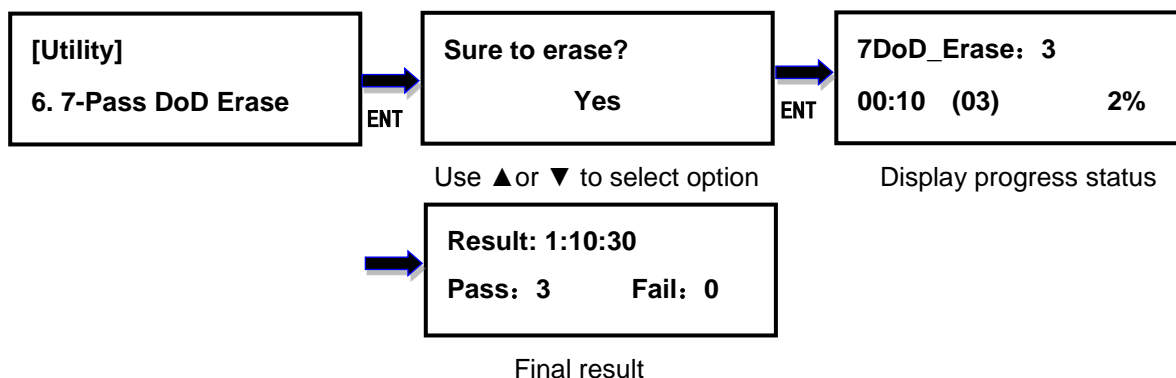 [Utility]
6. 7-Pass DoD Erase
ENT
Sure to erase?
Yes
Use ▲or ▼ to select option
ENT
7DoD_Erase：3
00:10 (03) 2%
Display progress status
Result: 1:10:30
Pass：3 Fail：0
Final result